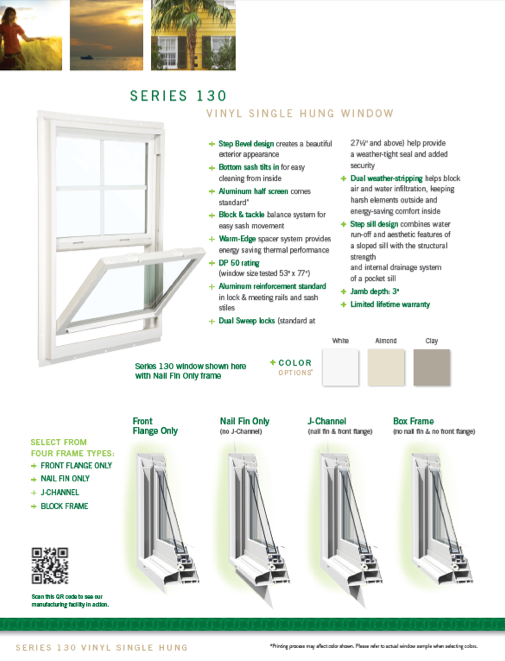 SERIES 130
VINYL SINGLE HUNG WINDOW
+ Step Bevel design creates a beautiful
exterior appearance
+ Bottom sash tilts in for easy
cleaning from inside
+ Aluminum half screen comes
standard*
+ Block & tackle balance system for
easy sash movement
+ Warm-Edge spacer system provides
energy saving thermal performance
+ DP 50 rating
(window size tested 53" x 77")
+ Aluminum reinforcement standard
in lock & meeting rails and sash
stiles
+ Dual Sweep locks (standard at
27¼" and above) help provide
a weather-tight seal and added
security
+ Dual weather-stripping helps block
air and water infiltration, keeping
harsh elements outside and
energy-saving comfort inside
+ Step sill design combines water
run-off and aesthetic features of
a sloped sill with the structural
strength
and internal drainage system
of a pocket sill
+ Jamb depth: 3"
+ Limited lifetime warranty
Series 130 window shown here
with Nail Fin Only frame
+ COLOR
OPTIONS*
White
Almond
Clay
SELECT FROM
FOUR FRAME TYPES:
+ FRONT FLANGE ONLY
+ NAIL FIN ONLY
+ J-CHANNEL
+ BLOCK FRAME
Front
Flange Only
Nail Fin Only
(no J-Channel)
J-Channel
(nail fin & front flange)
Box Frame
(no nail fin & no front flange)
Scan this QR code to see our
manufacturing facility in action.
SERIES 130 VINYL SINGLE HUNG
*Printing process may affect color shown. Please refer to actual window sample when selecting colors.